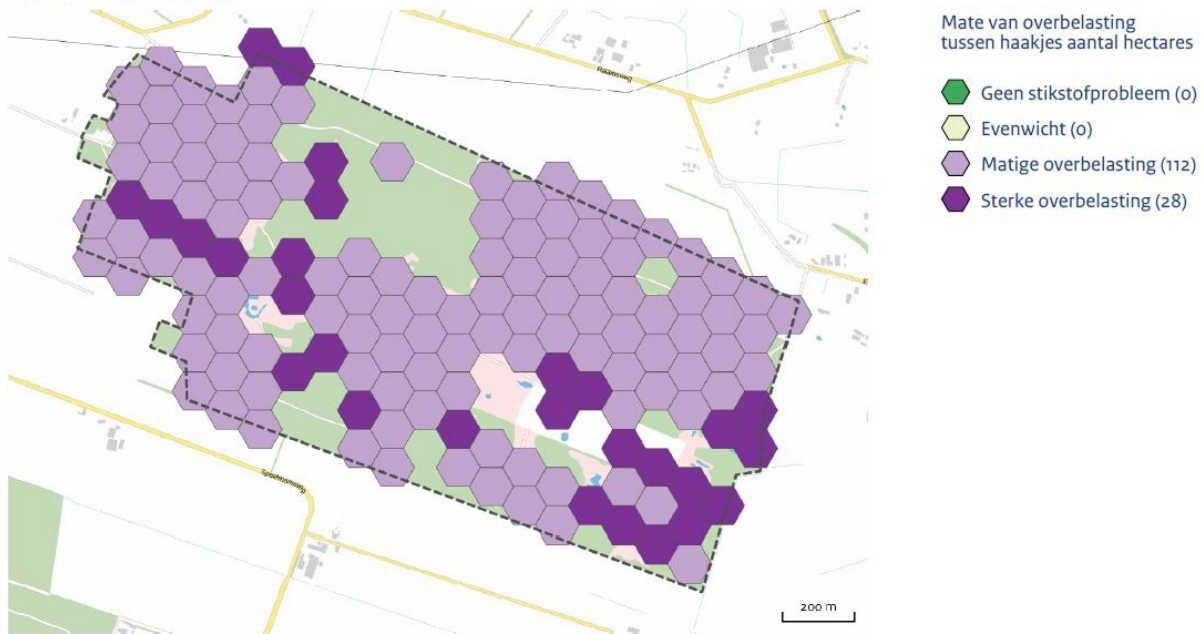 Mate van overbelasting
tussen haakjes aantal hectares
Geen stikstofprobleem (0)
Evenwicht (0)
Matige overbelasting (112)
Sterke overbelasting (28)
200 m